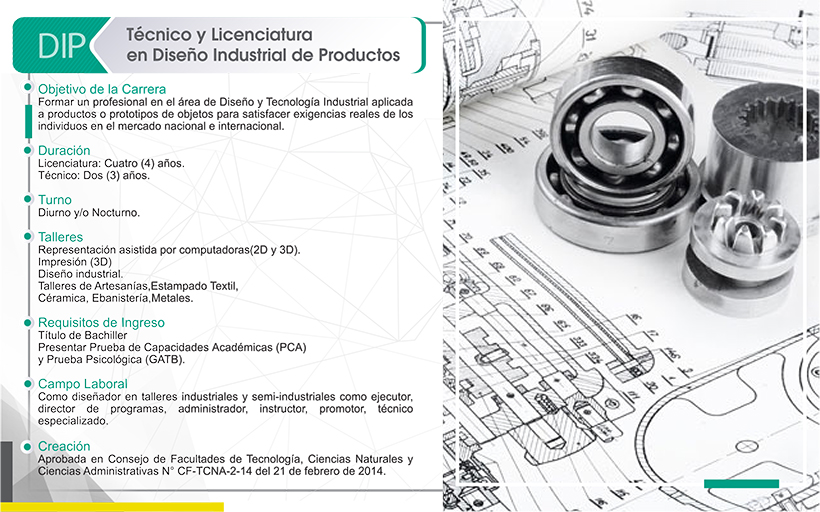 DIP
Técnico y Licenciatura
en Diseño Industrial de Productos
Objetivo de la Carrera
Formar un profesional en el área de Diseño y Tecnología Industrial aplicada
a productos o prototipos de objetos para satisfacer exigencias reales de los
individuos en el mercado nacional e internacional.
Duración
Licenciatura: Cuatro (4) años.
Técnico: Dos (3) años.
Turno
Diurno y/o Nocturno.
Talleres
Representación asistida por computadoras(2D y 3D).
Impresión (3D)
Diseño industrial.
Talleres de Artesanías,Estampado Textil,
Céramica, Ebanistería,Metales.
Requisitos de Ingreso
Título de Bachiller
Presentar Prueba de Capacidades Académicas (PCA)
y Prueba Psicológica (GATB).
Campo Laboral
Como diseñador en talleres industriales y semi-industriales como ejecutor,
director de programas, administrador, instructor, promotor, técnico
especializado.
Creación
Aprobada en Consejo de Facultades de Tecnología, Ciencias Naturales y
Ciencias Administrativas N° CF-TCNA-2-14 del 21 de febrero de 2014.